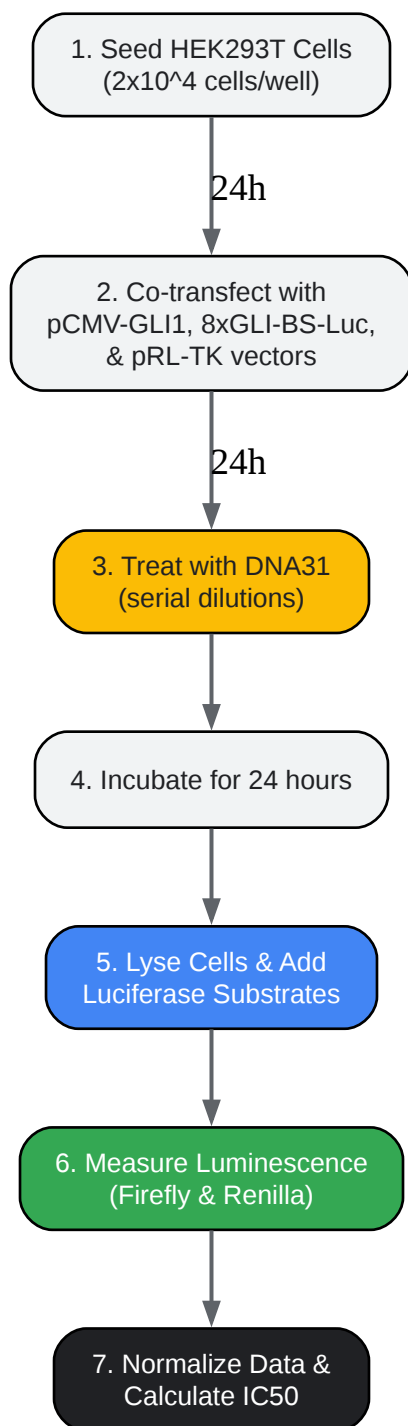 1. Seed HEK293T Cells
(2x10^4 cells/well)
24h
2. Co-transfect with
pCMV-GLI1, 8xGLI-BS-Luc,
& pRL-TK vectors
24h
3. Treat with DNA31
(serial dilutions)
4. Incubate for 24 hours
5. Lyse Cells & Add
Luciferase Substrates
6. Measure Luminescence
(Firefly & Renilla)
7. Normalize Data &
Calculate IC50